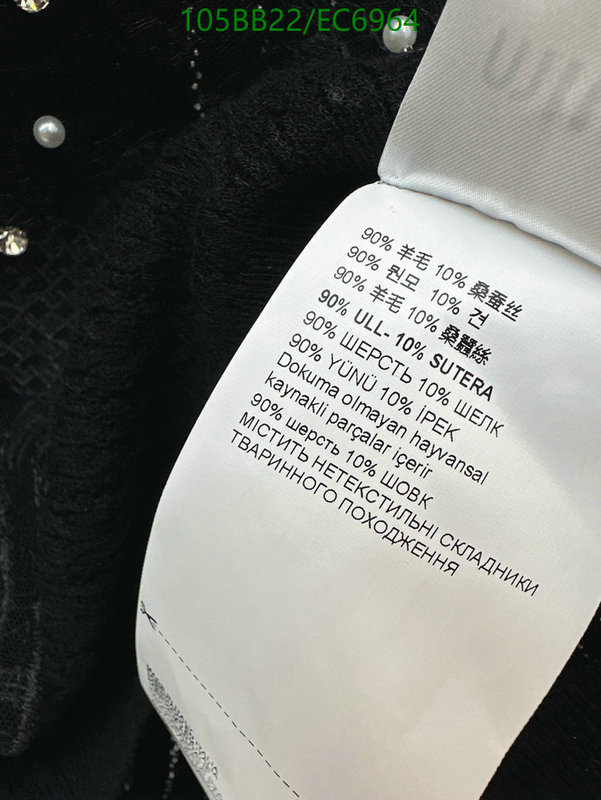 105BB22/EC6964
90% 羊毛 10% 桑蚕丝
90% 원모 10% 견
90% 羊毛 10% 桑蠶絲
90% ULL- 10% SUTERA
90% ШЕРСТЬ 10% ШЕЛК
90% YÜNÜ 10% İPEK
Dokuma olmayan hayvansal
kaynakli parçalar içerir
90% шерсть 10% ШОВК
МІСТИТЬ НЕТЕКСТИЛЬНІ СКЛАДНИКИ
ТВАРИННОГО ПОХОДЖЕННЯ